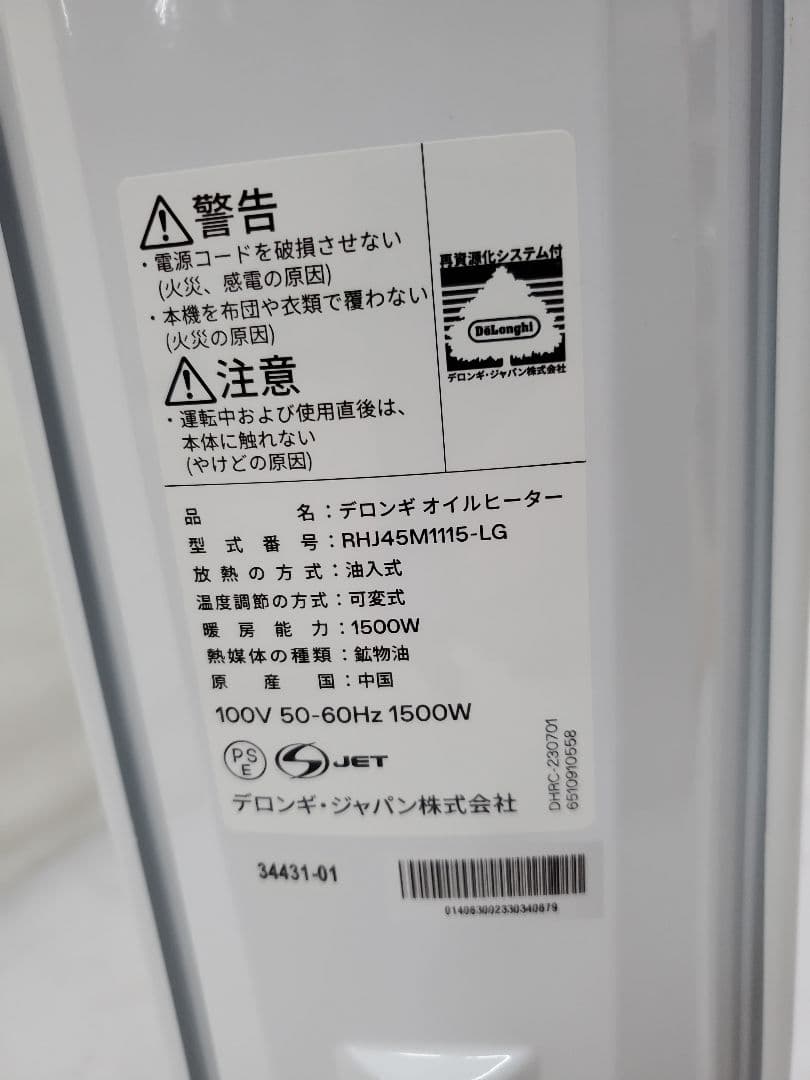 警告
・電源コードを破損させない
(火災、感電の原因)
・本機を布団や衣類で覆わない
(火災の原因)
注意
・運転中および使用直後は、
本体に触れない
(やけどの原因)
再資源化システム付
DeLonghi
デロンギ・ジャパン株式会社
品名：デロンギ オイルヒーター
型式番号：RHJ45M1115-LG
放熱の方式：油入式
温度調節の方式：可変式
暖房能力：1500W
熱媒体の種類：鉱物油
原産国：中国
100V 50-60Hz 1500W
PSE
JET
デロンギ・ジャパン株式会社
DHRC-230701
6510910558
34431-01
014063002330340679